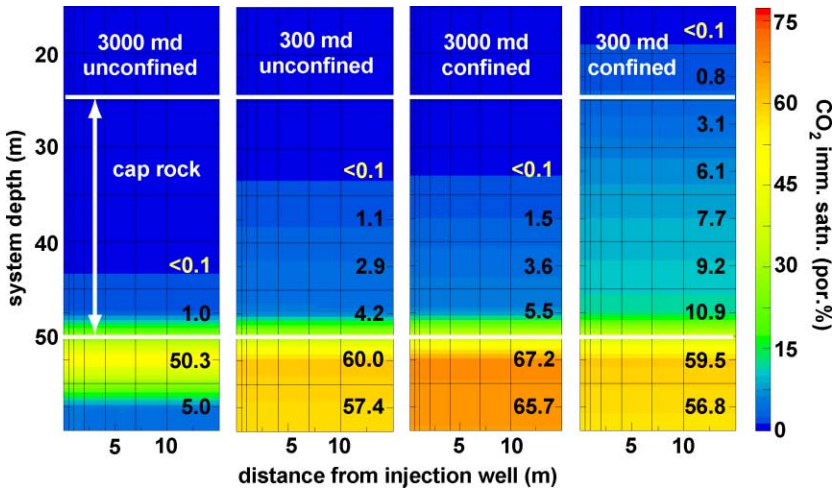 3000 md
unconfined
300 md
unconfined
3000 md
confined
300 md
confined
<0.1
0.8
3.1
6.1
7.7
9.2
10.9
59.5
56.8
<0.1
1.5
3.6
5.5
67.2
65.7
<0.1
1.1
2.9
4.2
60.0
57.4
cap rock
<0.1
1.0
50.3
5.0
20
30
40
50
system depth (m)
5 10 5 10 5 10 5 10
distance from injection well (m)
75
60
45
30
15
0
CO2 imm. satn. (por.%)